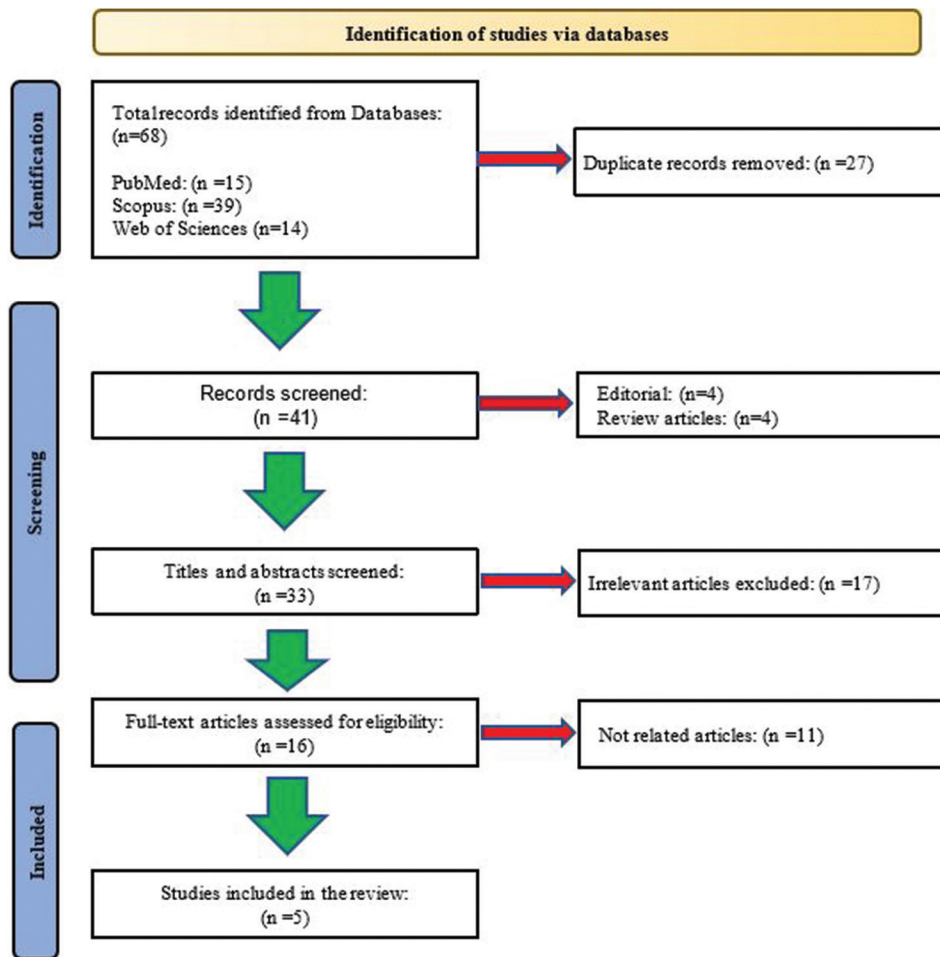 Identification of studies via databases
Identification
Total records identified from Databases:
(n=68)
PubMed: (n =15)
Scopus: (n =39)
Web of Sciences (n=14)
Duplicate records removed: (n =27)
Screening
Records screened:
(n =41)
Editorial: (n=4)
Review articles: (n=4)
Titles and abstracts screened:
(n =33)
Irrelevant articles excluded: (n =17)
Included
Full-text articles assessed for eligibility:
(n =16)
Not related articles: (n =11)
Studies included in the review:
(n =5)